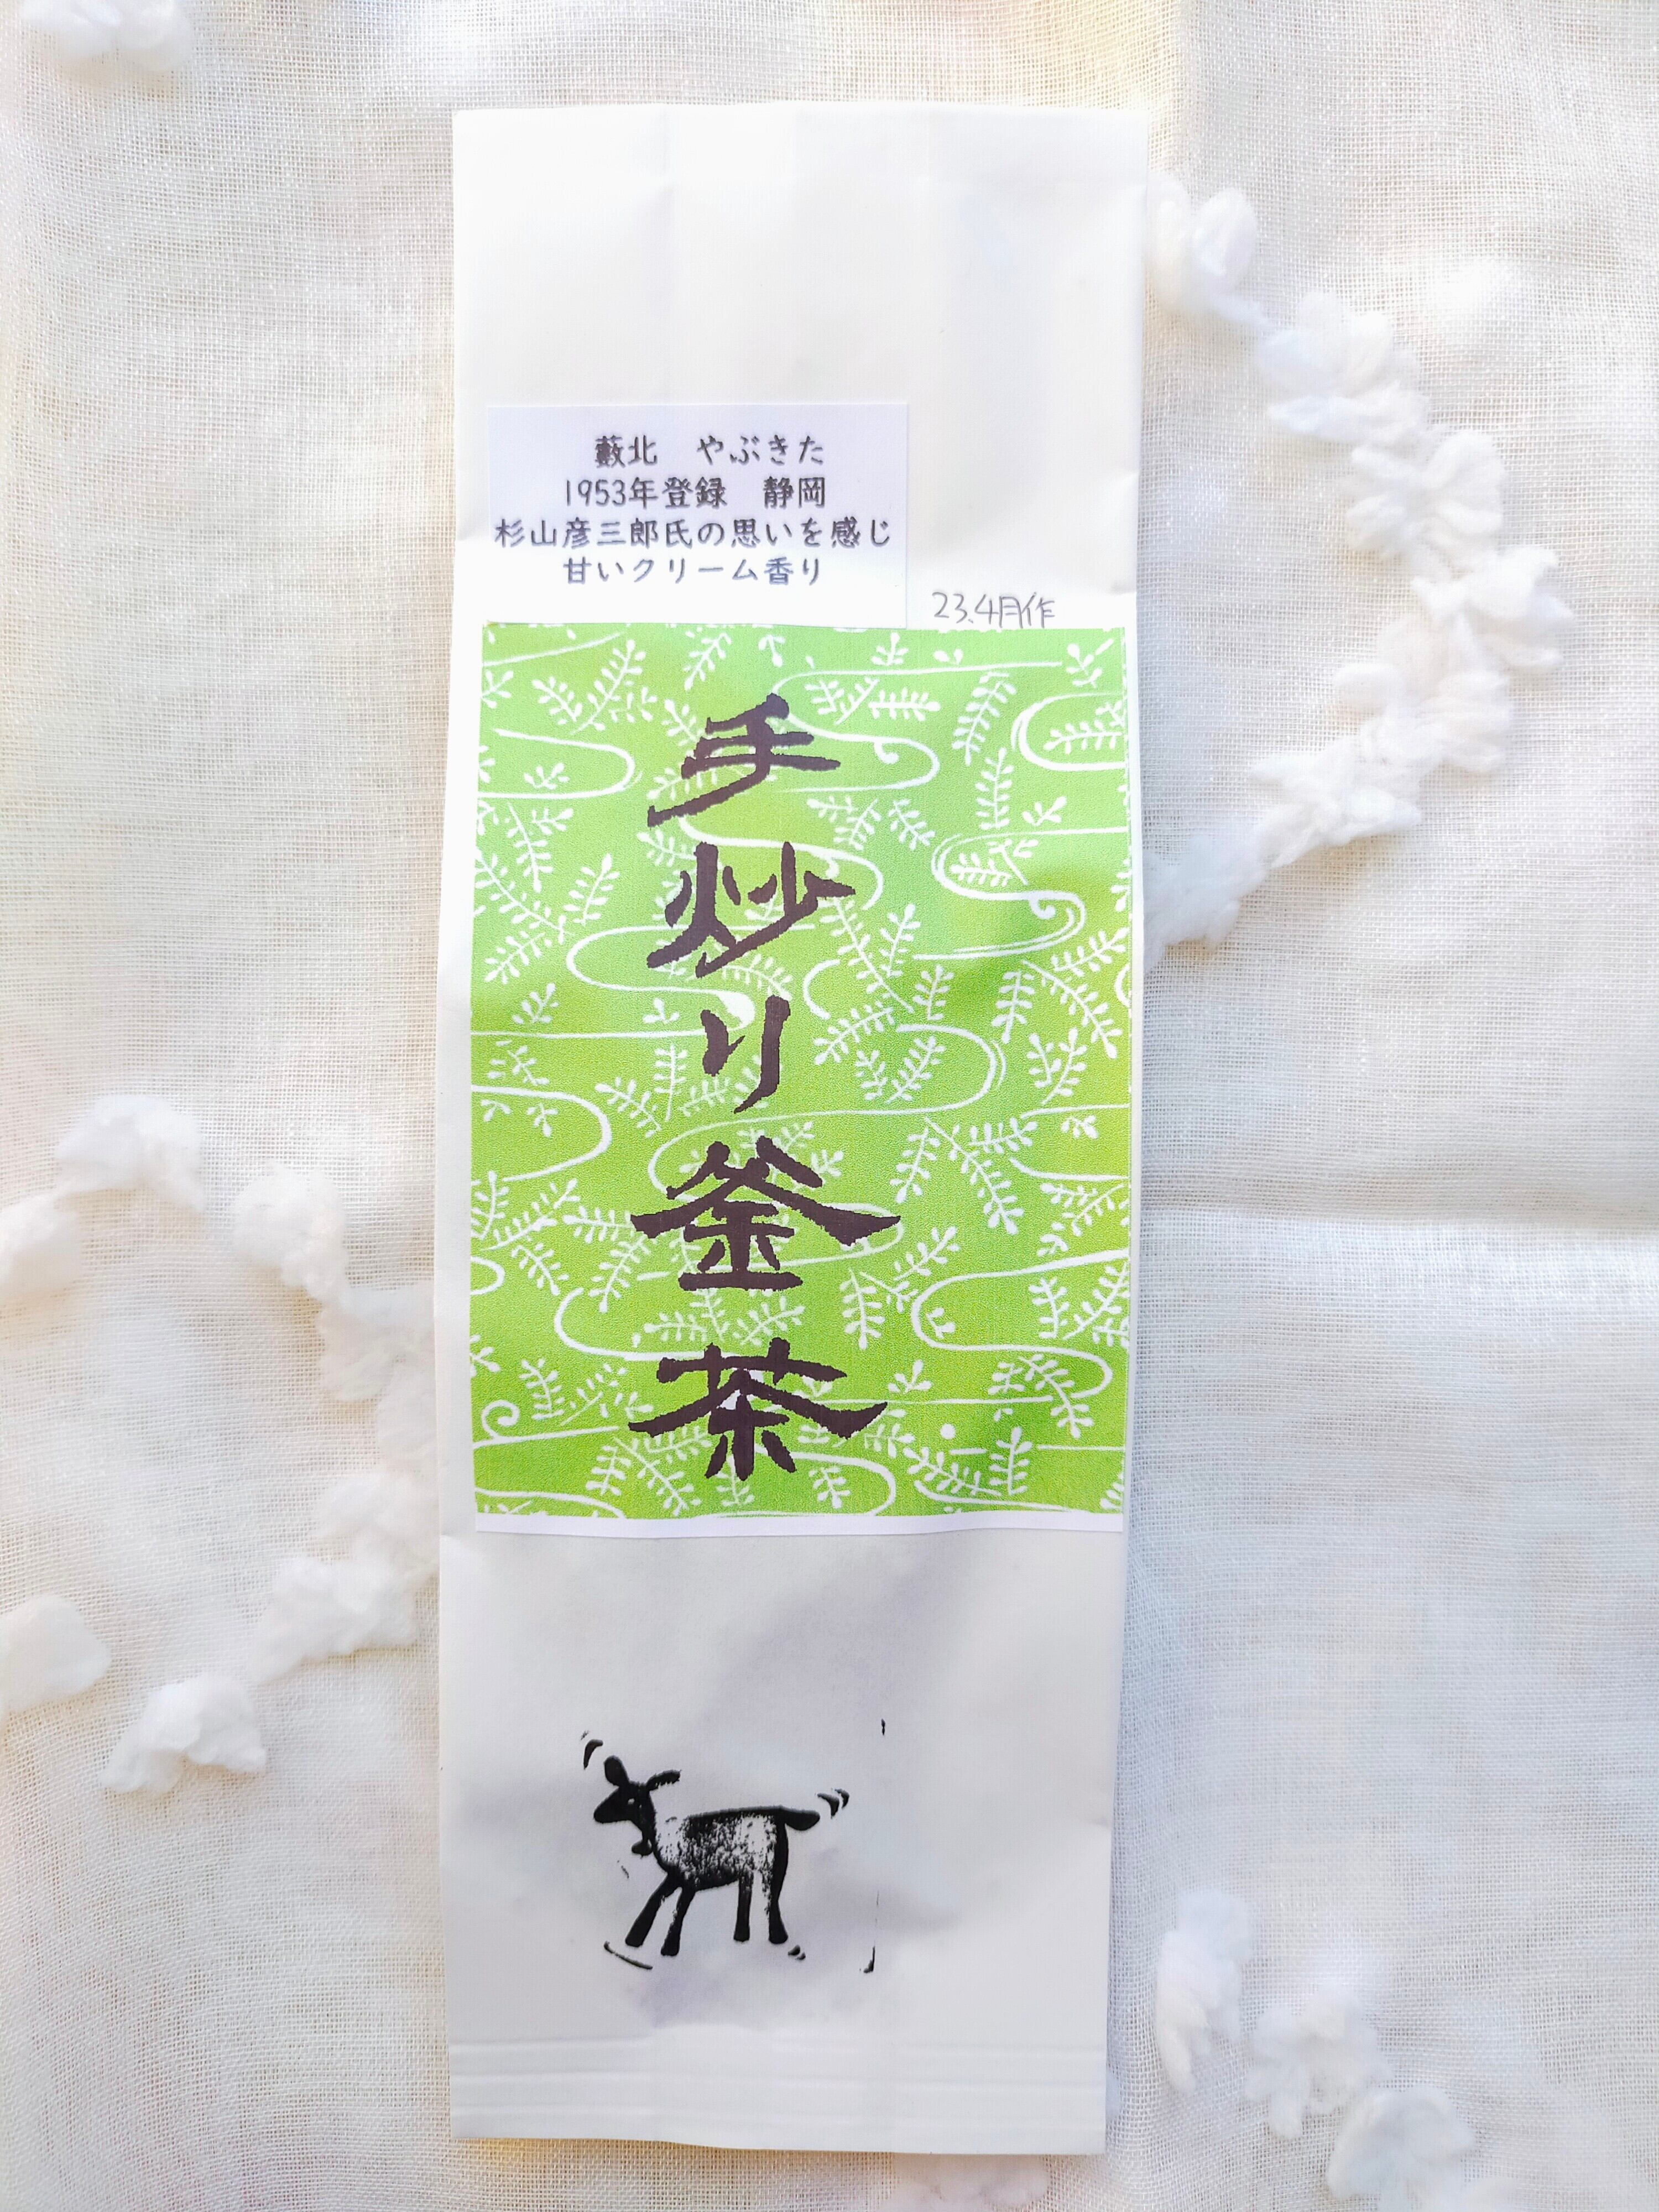 藪北　やぶきた
1953年登録　静岡
杉山彦三郎氏の思いを感じ
甘いクリーム香り
23.4月作
手炒り釜茶